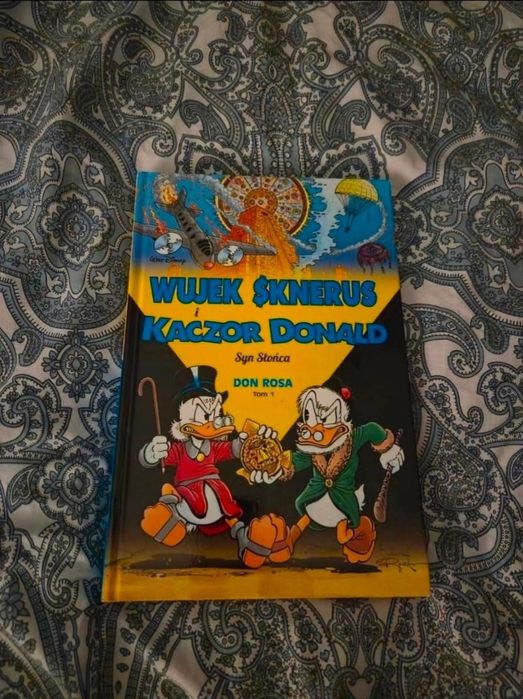 Walt Disney
WUJEK $KNERUS
i
KACZOR DONALD
Syn Słońca
DON ROSA
TOM 1